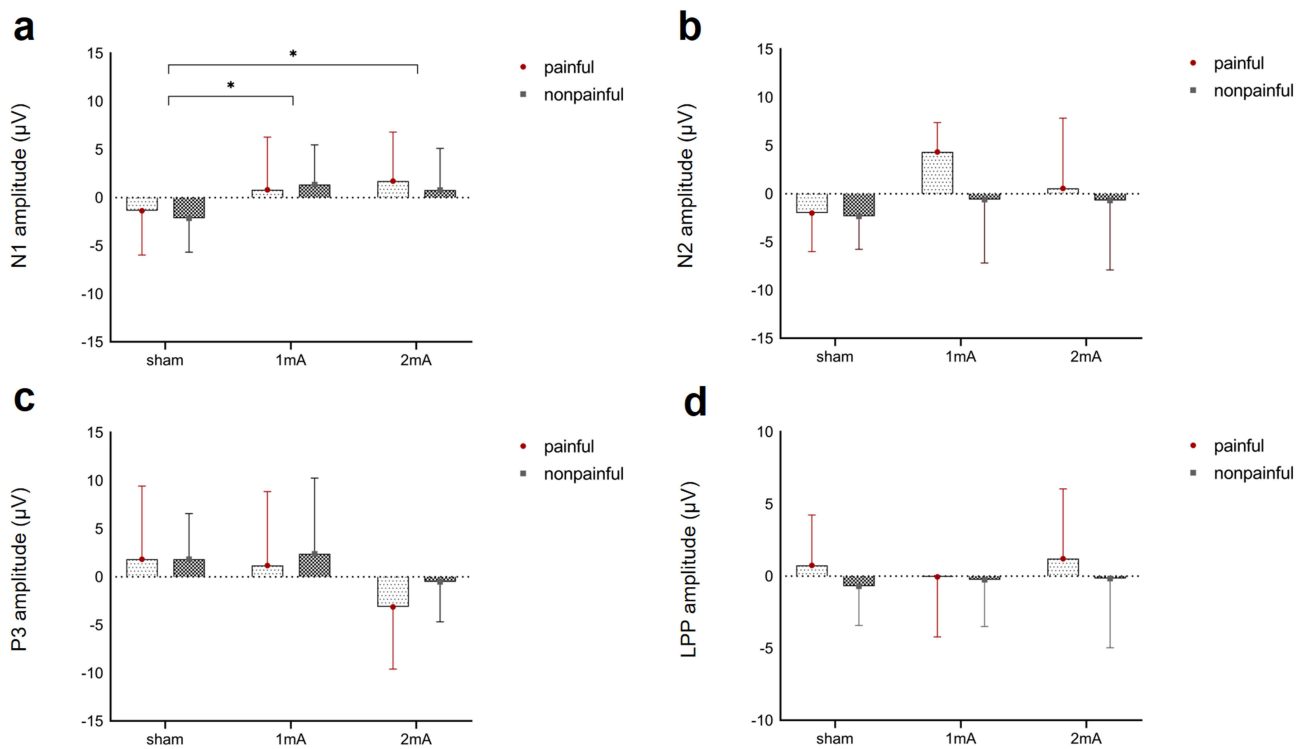 a
N1 amplitude (µV)
15
10
5
0
-5
-10
-15
*
*
painful
nonpainful
sham 1mA 2mA
b
N2 amplitude (µV)
15
10
5
0
-5
-10
-15
painful
nonpainful
sham 1mA 2mA
c
P3 amplitude (µV)
15
10
5
0
-5
-10
-15
painful
nonpainful
sham 1mA 2mA
d
LPP amplitude (µV)
10
5
0
-5
-10
painful
nonpainful
sham 1mA 2mA